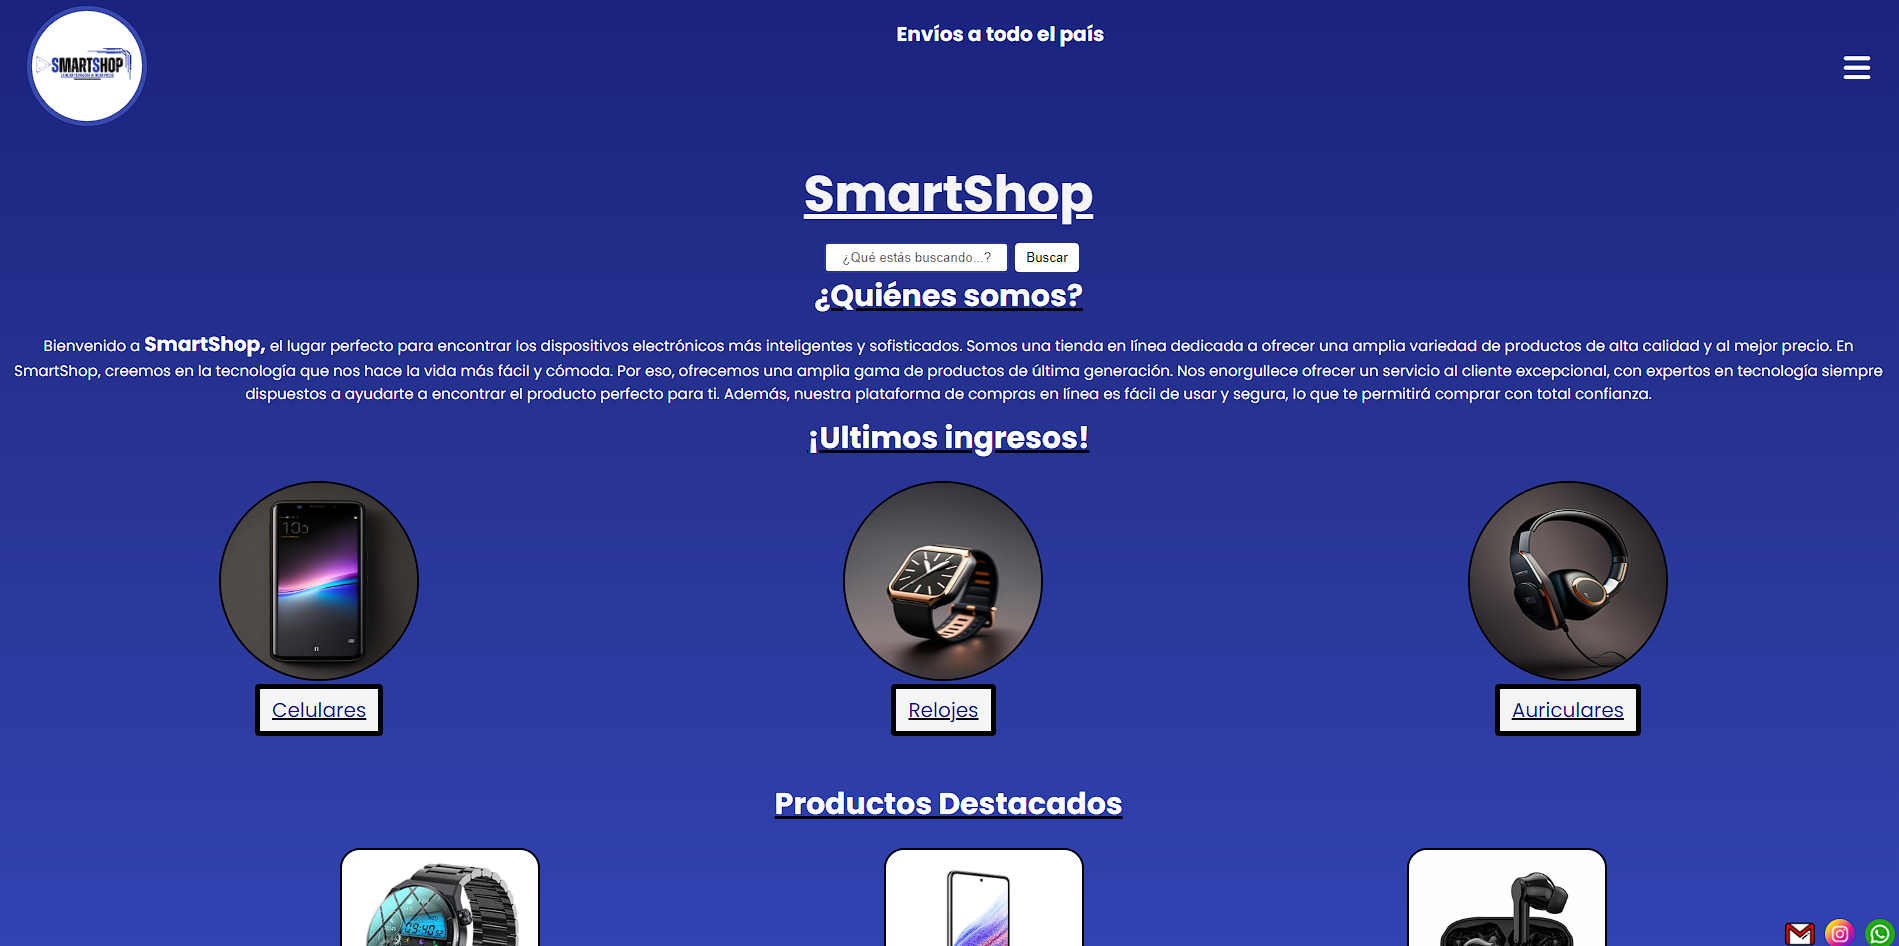 SMARTSHOP
Envíos a todo el país
SmartShop
¿Qué estás buscando...? Buscar
¿Quiénes somos?
Bienvenido a SmartShop, el lugar perfecto para encontrar los dispositivos electrónicos más inteligentes y sofisticados. Somos una tienda en línea dedicada a ofrecer una amplia variedad de productos de alta calidad y al mejor precio. En
SmartShop, creemos en la tecnología que nos hace la vida más fácil y cómoda. Por eso, ofrecemos una amplia gama de productos de última generación. Nos enorgullece ofrecer un servicio al cliente excepcional, con expertos en tecnología siempre
dispuestos a ayudarte a encontrar el producto perfecto para ti. Además, nuestra plataforma de compras en línea es fácil de usar y segura, lo que te permitirá comprar con total confianza.
¡Ultimos ingresos!
Celulares
Relojes
Auriculares
Productos Destacados